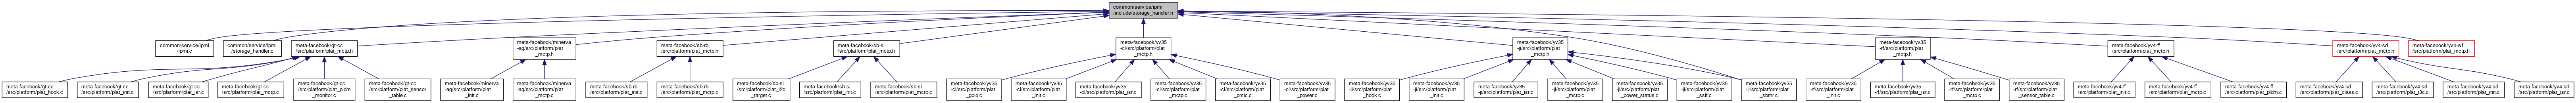 common/service/ipmi
/include/storage_handler.h
common/service/ipmi
/ipmi.c
common/service/ipmi
/storage_handler.c
meta-facebook/gt-cc
/src/platform/plat_mctp.h
meta-facebook/minerva
-ag/src/platform/plat
_mctp.h
meta-facebook/sb-rb
/src/platform/plat_mctp.h
meta-facebook/sb-si
/src/platform/plat_mctp.h
meta-facebook/yv35
-cl/src/platform/plat
_mctp.h
meta-facebook/yv35
-ji/src/platform/plat
_mctp.h
meta-facebook/yv35
-rf/src/platform/plat
_mctp.h
meta-facebook/yv4-ff
/src/platform/plat_mctp.h
meta-facebook/yv4-sd
/src/platform/plat_mctp.h
meta-facebook/yv4-wf
/src/platform/plat_mctp.h
meta-facebook/gt-cc
/src/platform/plat_hook.c
meta-facebook/gt-cc
/src/platform/plat_init.c
meta-facebook/gt-cc
/src/platform/plat_isr.c
meta-facebook/gt-cc
/src/platform/plat_mctp.c
meta-facebook/gt-cc
/src/platform/plat_pldm
_monitor.c
meta-facebook/gt-cc
/src/platform/plat_sensor
_table.c
meta-facebook/minerva
-ag/src/platform/plat
_init.c
meta-facebook/minerva
-ag/src/platform/plat
_mctp.c
meta-facebook/sb-rb
/src/platform/plat_init.c
meta-facebook/sb-rb
/src/platform/plat_mctp.c
meta-facebook/sb-si
/src/platform/plat_i2c
_target.c
meta-facebook/sb-si
/src/platform/plat_init.c
meta-facebook/sb-si
/src/platform/plat_mctp.c
meta-facebook/yv35
-cl/src/platform/plat
_gpio.c
meta-facebook/yv35
-cl/src/platform/plat
_init.c
meta-facebook/yv35
-cl/src/platform/plat_isr.c
meta-facebook/yv35
-cl/src/platform/plat
_mctp.c
meta-facebook/yv35
-cl/src/platform/plat
_pmic.c
meta-facebook/yv35
-cl/src/platform/plat
_power.c
meta-facebook/yv35
-ji/src/platform/plat
_hook.c
meta-facebook/yv35
-ji/src/platform/plat
_init.c
meta-facebook/yv35
-ji/src/platform/plat_isr.c
meta-facebook/yv35
-ji/src/platform/plat
_mctp.c
meta-facebook/yv35
-ji/src/platform/plat
_power_status.c
meta-facebook/yv35
-ji/src/platform/plat
_ssif.c
meta-facebook/yv35
-ji/src/platform/plat
_sbmr.c
meta-facebook/yv35
-rf/src/platform/plat
_init.c
meta-facebook/yv35
-rf/src/platform/plat_isr.c
meta-facebook/yv35
-rf/src/platform/plat
_mctp.c
meta-facebook/yv35
-rf/src/platform/plat
_sensor_table.c
meta-facebook/yv4-ff
/src/platform/plat_init.c
meta-facebook/yv4-ff
/src/platform/plat_mctp.c
meta-facebook/yv4-ff
/src/platform/plat_pldm.c
meta-facebook/yv4-sd
/src/platform/plat_class.c
meta-facebook/yv4-sd
/src/platform/plat_i3c.c
meta-facebook/yv4-sd
/src/platform/plat_init.c
meta-facebook/yv4-sd
/src/platform/plat_isr.c